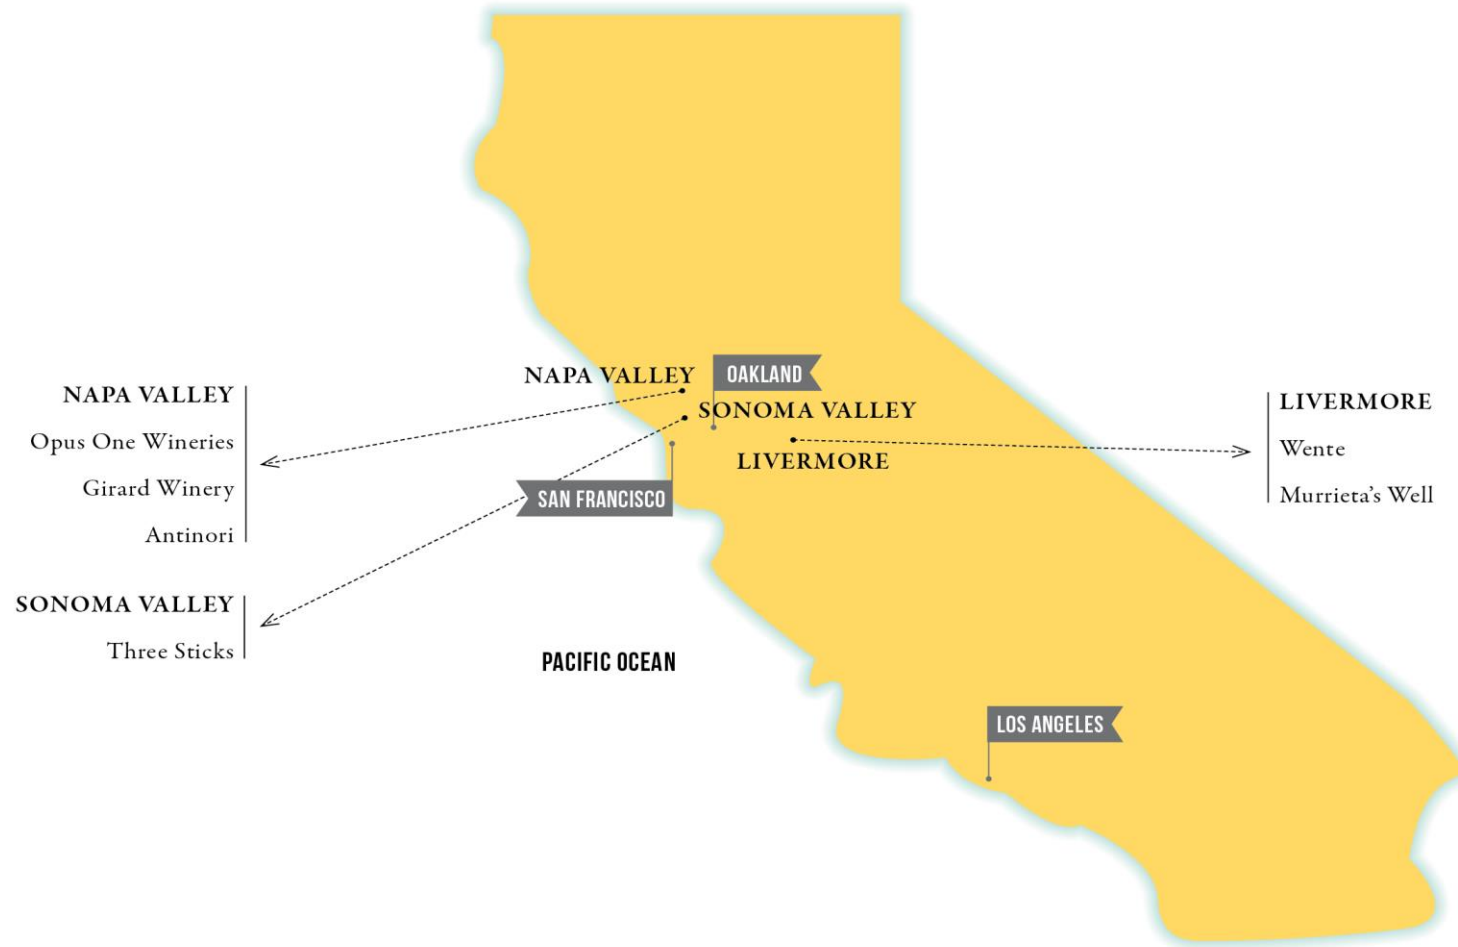 NAPA VALLEY
Opus One Wineries
Girard Winery
Antinori
SONOMA VALLEY
Three Sticks
NAPA VALLEY
OAKLAND
SONOMA VALLEY
LIVERMORE
SAN FRANCISCO
PACIFIC OCEAN
LOS ANGELES
LIVERMORE
Wente
Murrieta’s Well